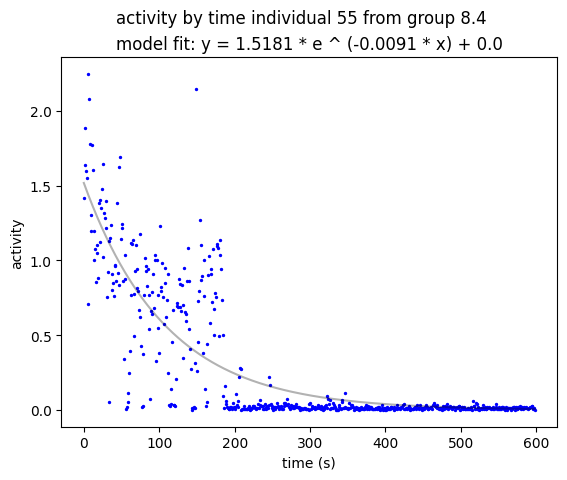 activity by time individual 55 from group 8.4
model fit: y = 1.5181 * e ^ (-0.0091 * x) + 0.0
2.0
1.5
1.0
0.5
0.0
activity
0 100 200 300 400 500 600
time (s)